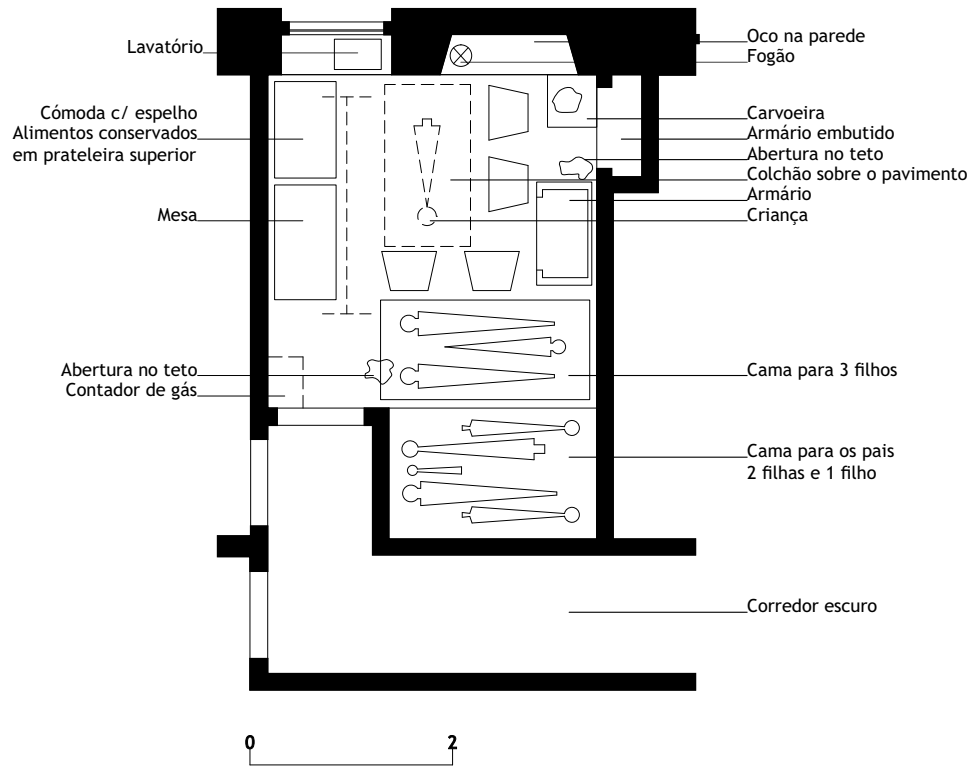 Lavatório
Cómoda c/ espelho
Alimentos conservados
em prateleira superior
Mesa
Abertura no teto
Contador de gás
Oco na parede
Fogão
Carvoeira
Armário embutido
Abertura no teto
Colchão sobre o pavimento
Armário
Criança
Cama para 3 filhos
Cama para os pais
2 filhas e 1 filho
Corredor escuro
0 2